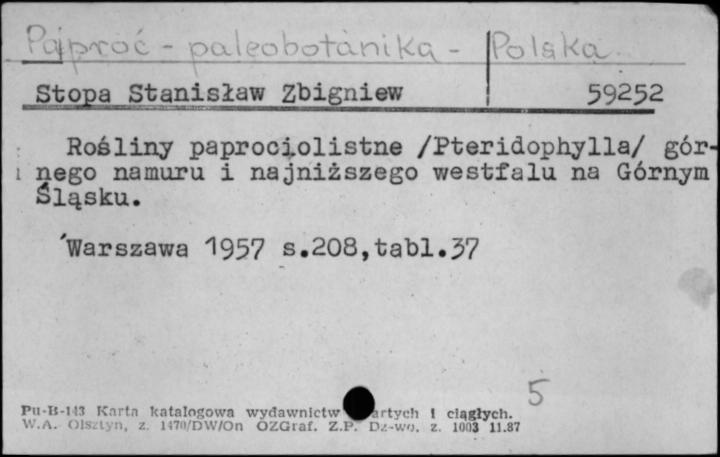 Paproć - paleobotanika - Polska
Stopa Stanisław Zbigniew 59252
Rośliny paprociolistne /Pteridophylla/ gór-
nego namuru i najniższego westfalu na Górnym
Śląsku.
Warszawa 1957 s.208,tabl.37
5
Pu-B-143 Karta katalogowa wydawnictw artych i ciągłych.
W.A. Olsztyn, z. 1470/DW/On OZGraf. Z.P. Dz-wo. z. 1003 11.87